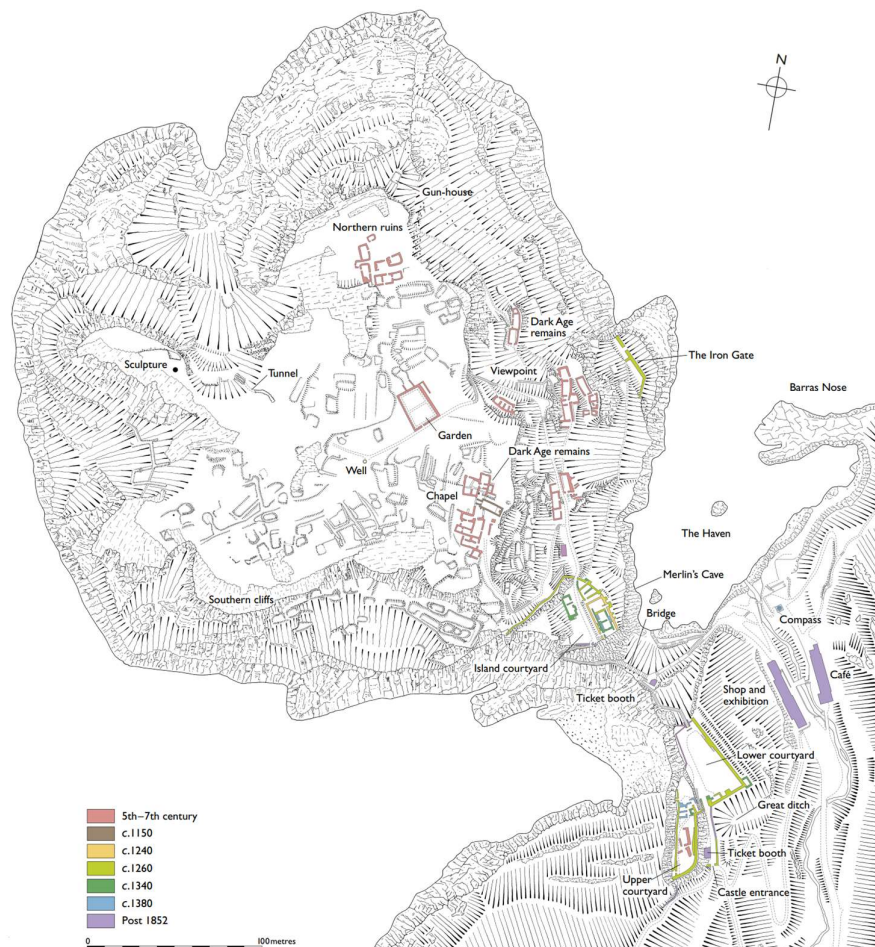 N
Gun-house
Northern ruins
Dark Age
remains
The Iron Gate
Sculpture
Tunnel
Viewpoint
Barras Nose
Garden
Dark Age remains
Well
Chapel
The Haven
Merlin's Cave
Southern cliffs
Bridge
Compass
Island courtyard
Café
Shop and
exhibition
Ticket booth
Lower courtyard
Great ditch
5th–7th century
c.1150
c.1240
c.1260
c.1340
c.1380
Post 1852
Ticket booth
Upper
courtyard
Castle entrance
0
100metres